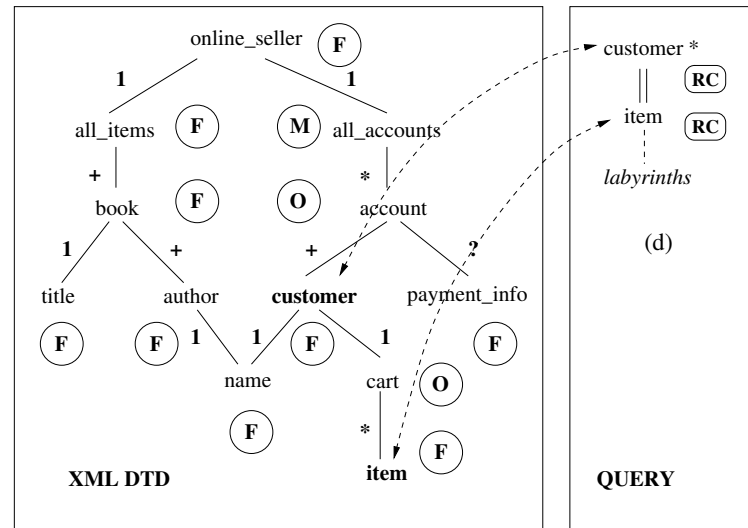 online_seller F
1 1
all_items F M all_accounts
+ *
book F O account
1 + + ?
title author customer payment_info
F F 1 1 F 1 F
name cart O
F * F
item
XML DTD
customer *
RC
item RC
labyrinths
(d)
QUERY